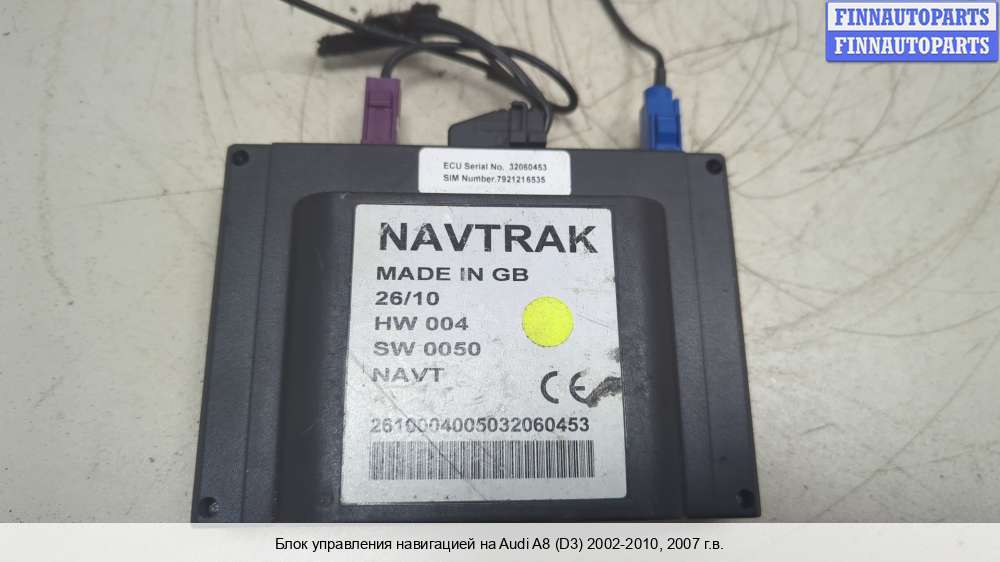 FINNAUTOPARTS
FINNAUTOPARTS
ECU Serial No. 32060453
SIM Number.7921216535
NAVTRAK
MADE IN GB
26/10
HW 004
SW 0050
NAVT
CE
2610004005032060453
Блок управления навигацией на Audi A8 (D3) 2002-2010, 2007 г.в.